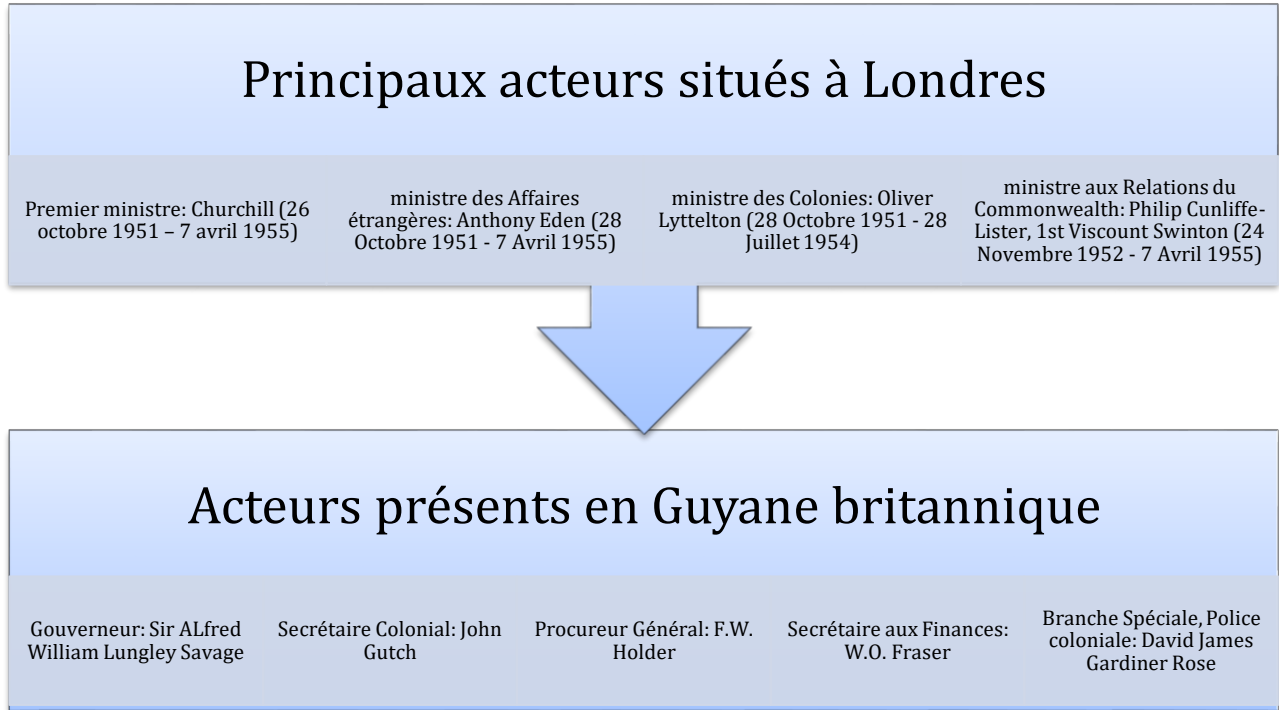 Principaux acteurs situés à Londres
Premier ministre: Churchill (26
octobre 1951 – 7 avril 1955)
ministre des Affaires
étrangères: Anthony Eden (28
Octobre 1951 - 7 Avril 1955)
ministre des Colonies: Oliver
Lyttelton (28 Octobre 1951 - 28
Juillet 1954)
ministre aux Relations du
Commonwealth: Philip Cunliffe-
Lister, 1st Viscount Swinton (24
Novembre 1952 - 7 Avril 1955)
Acteurs présents en Guyane britannique
Gouverneur: Sir ALfred
William Lungley Savage
Secrétaire Colonial: John
Gutch
Procureur Général: F.W.
Holder
Secrétaire aux Finances:
W.O. Fraser
Branche Spéciale, Police
coloniale: David James
Gardiner Rose